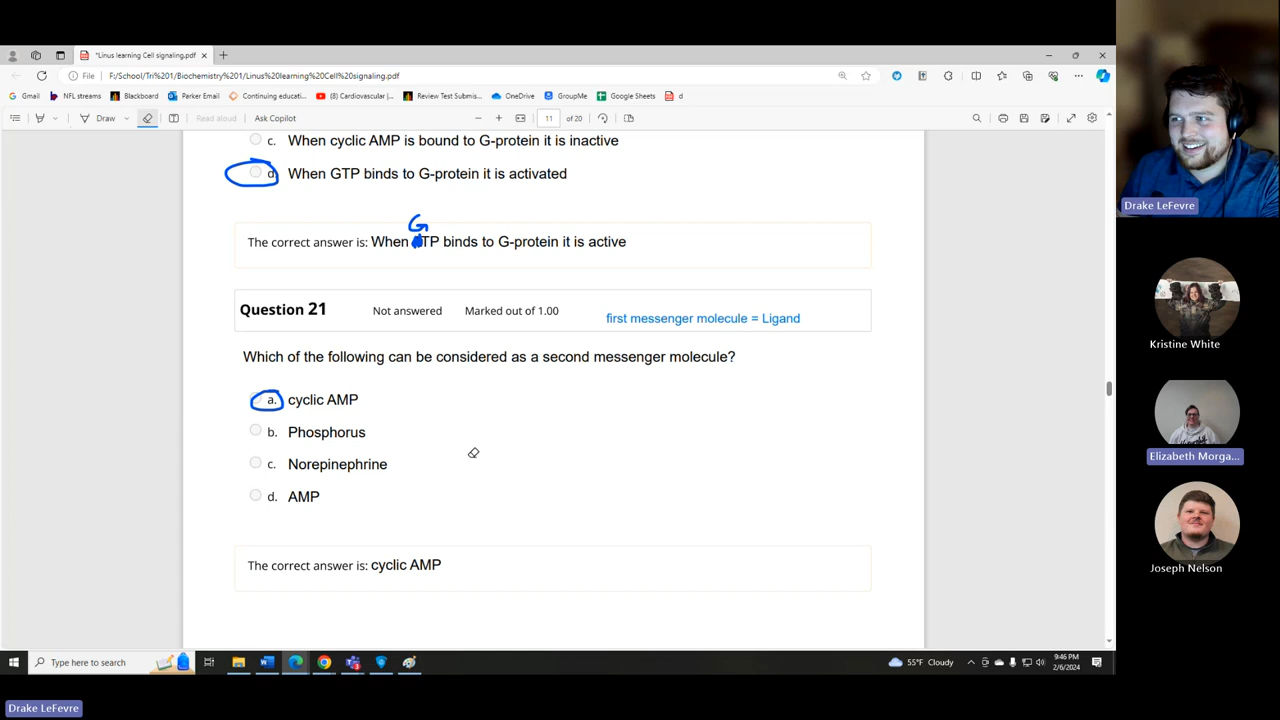 *Linus learning Cell signaling.pdf
File F:/School/Tri%201/Biochemistry%201/Linus%20learning%20Cell%20signaling.pdf
Gmail NFL streams Blackboard Parker Email Continuing educati... (8) Cardiovascular |... Review Test Submis... OneDrive GroupMe Google Sheets d
Draw Read aloud Ask Copilot 11 of 20
c. When cyclic AMP is bound to G-protein it is inactive
d. When GTP binds to G-protein it is activated
G
The correct answer is: When TP binds to G-protein it is active
Question 21 Not answered Marked out of 1.00 first messenger molecule = Ligand
Which of the following can be considered as a second messenger molecule?
a. cyclic AMP
b. Phosphorus
c. Norepinephrine
d. AMP
The correct answer is: cyclic AMP
Type here to search
55°F Cloudy
9:46 PM
2/6/2024
Drake LeFevre
Kristine White
Elizabeth Morga...
Joseph Nelson
Drake LeFevre